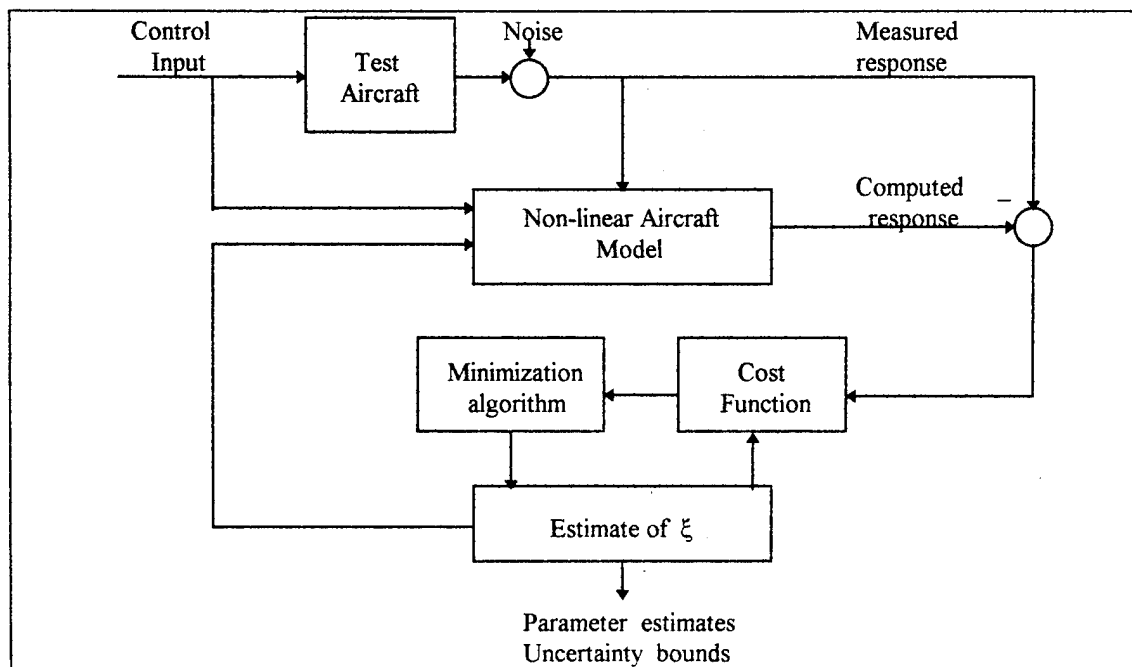 Control
Input
Test
Aircraft
Noise
Measured
response
Non-linear Aircraft
Model
Computed
response
–
Minimization
algorithm
Cost
Function
Estimate of ξ
Parameter estimates
Uncertainty bounds